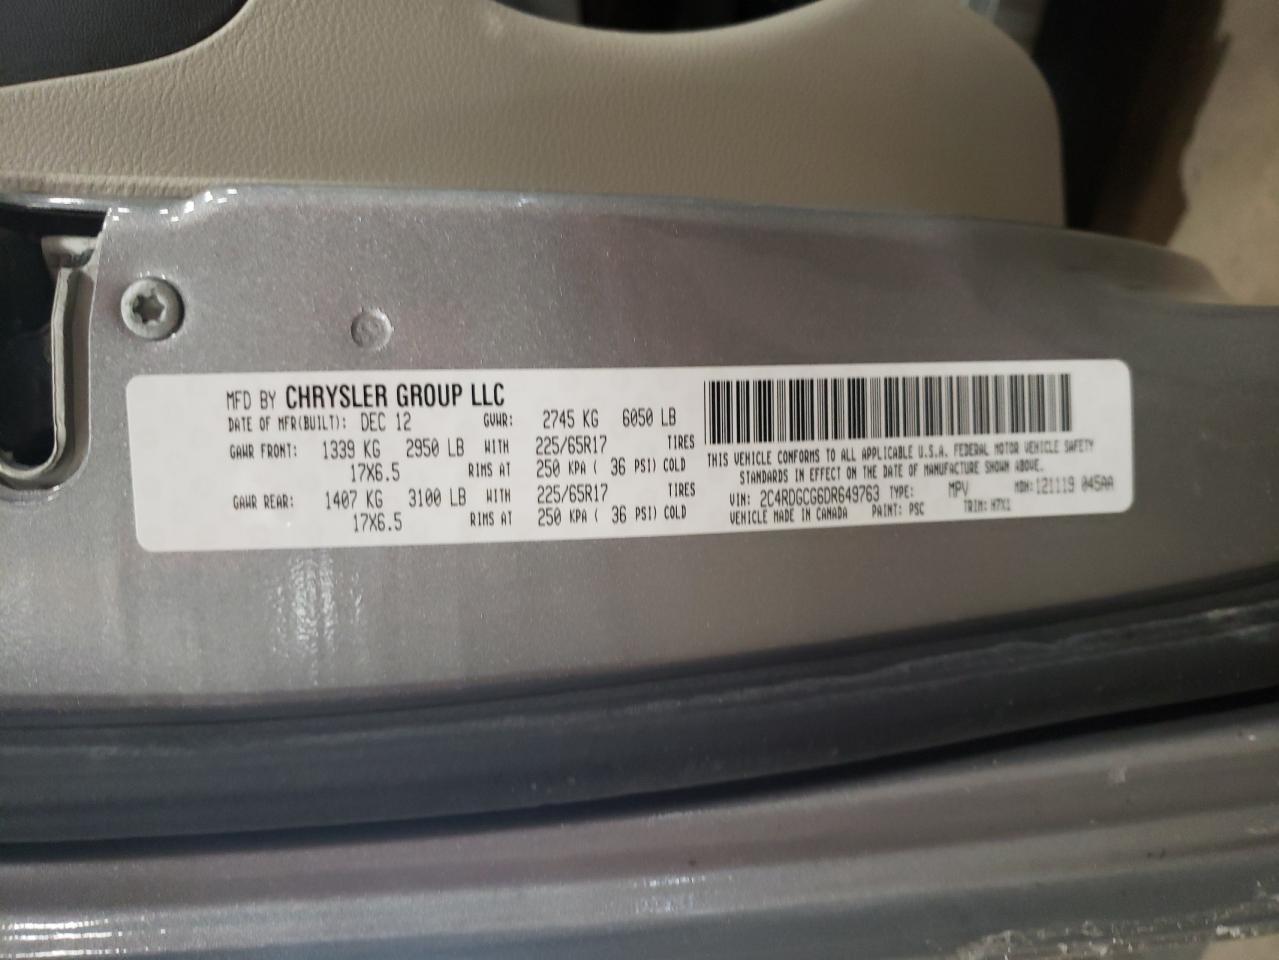 MFD BY CHRYSLER GROUP LLC
DATE OF MFR(BUILT): DEC 12 GVWR: 2745 KG 6050 LB
GAWR FRONT: 1339 KG 2950 LB WITH 225/65R17 TIRES
17X6.5 RIMS AT 250 KPA ( 36 PSI) COLD
GAWR REAR: 1407 KG 3100 LB WITH 225/65R17 TIRES
17X6.5 RIMS AT 250 KPA ( 36 PSI) COLD
THIS VEHICLE CONFORMS TO ALL APPLICABLE U.S.A. FEDERAL MOTOR VEHICLE SAFETY
STANDARDS IN EFFECT ON THE DATE OF MANUFACTURE SHOWN ABOVE.
VIN: 2C4RDGCG6DR649763 TYPE: MPV MDH: 121119 045AA
VEHICLE MADE IN CANADA PAINT: PSC TRIM: H7X1